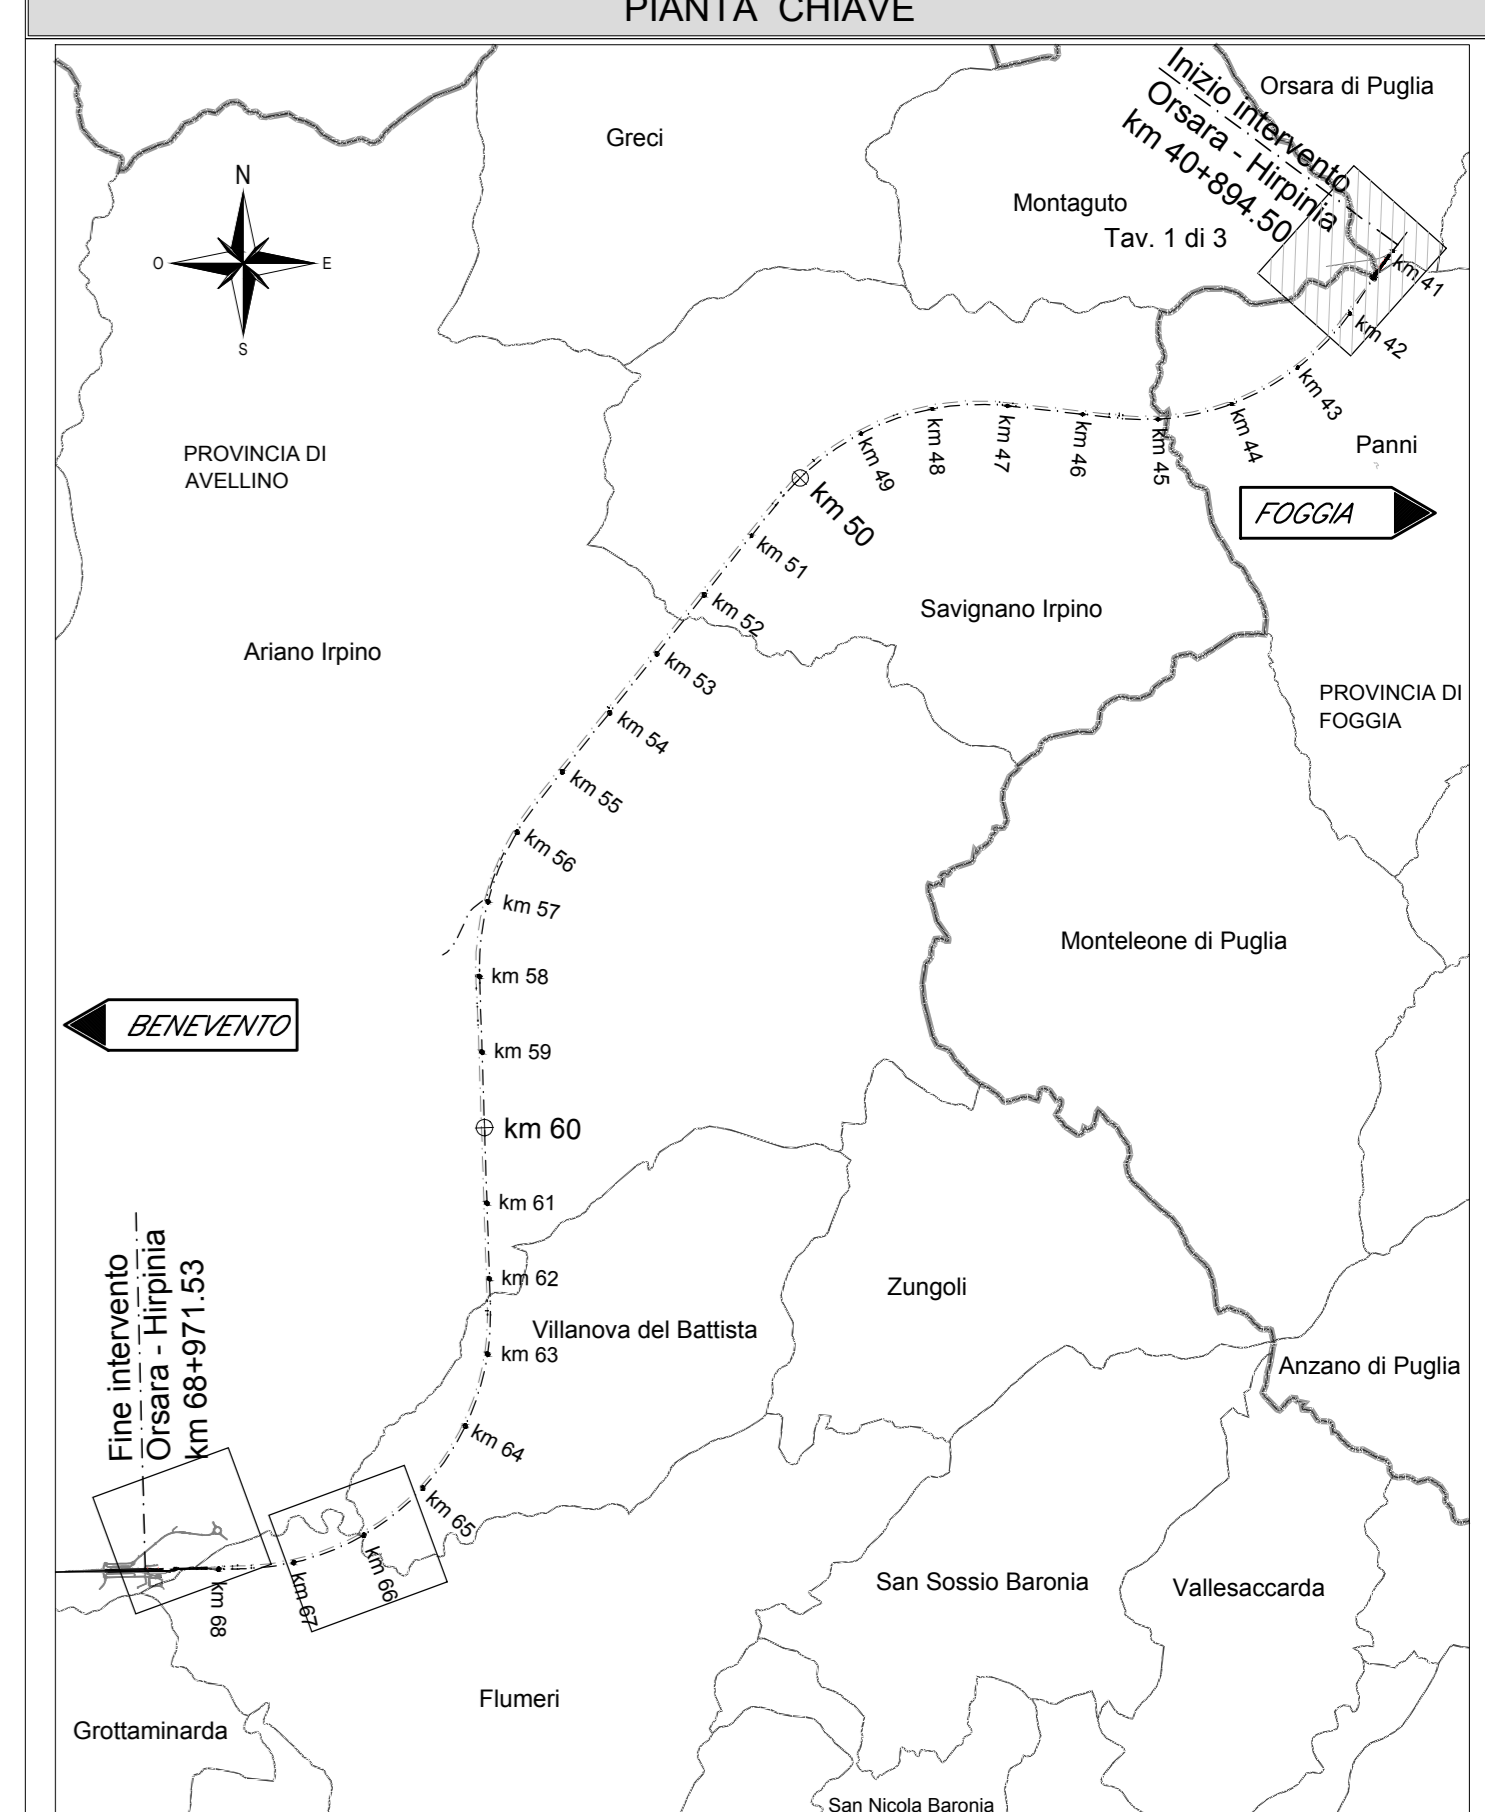 PIANTA CHIAVE
Inizio intervento
Orsara - Hirpinia
km 40+894.50
Orsara di Puglia
Greci
Montaguto
Tav. 1 di 3
N
O
E
S
km 41
km 42
km 43
km 44
km 45
km 46
km 47
km 48
km 49
km 50
Panni
?
PROVINCIA DI
AVELLINO
FOGGIA
km 51
km 52
Savignano Irpino
Ariano Irpino
km 53
km 54
PROVINCIA DI
FOGGIA
km 55
km 56
km 57
Monteleone di Puglia
km 58
BENEVENTO
km 59
km 60
km 61
km 62
Zungoli
Villanova del Battista
km 63
Anzano di Puglia
Fine intervento
Orsara - Hirpinia
km 68+971.53
km 64
km 65
km 66
km 67
km 68
San Sossio Baronia
Vallesaccarda
Flumeri
Grottaminarda
San Nicola Baronia